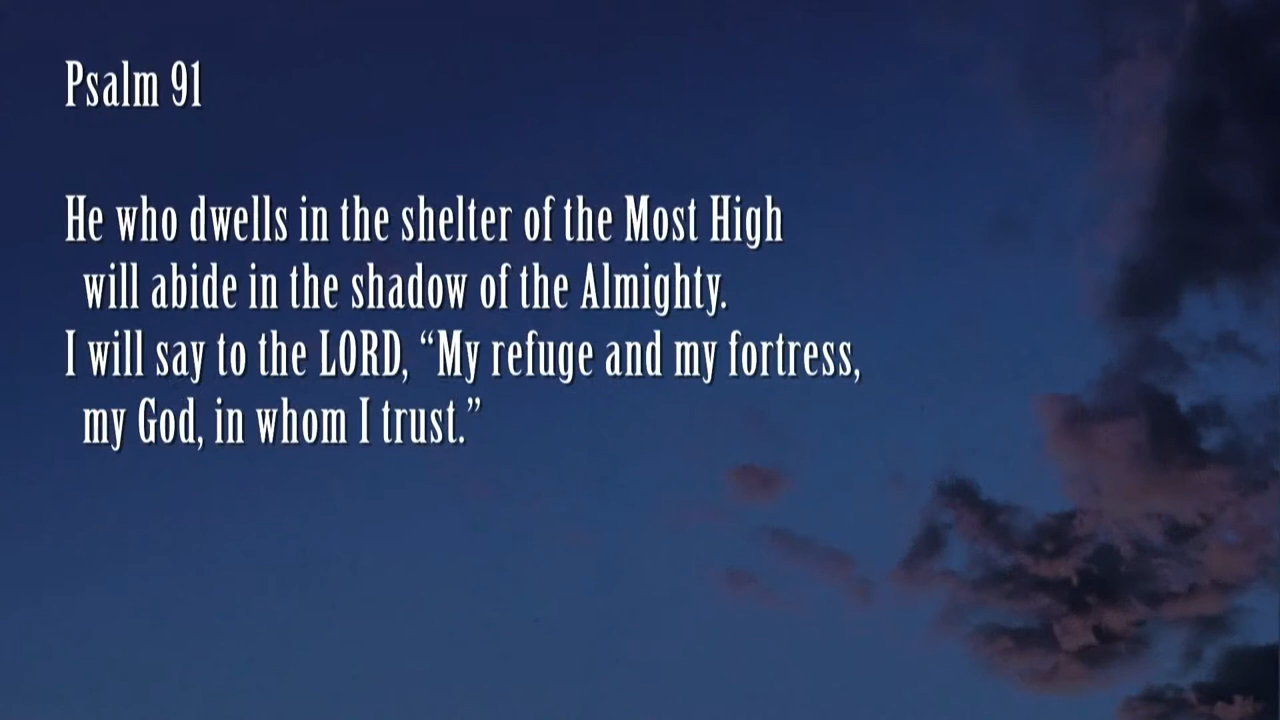 Psalm 91
He who dwells in the shelter of the Most High
will abide in the shadow of the Almighty.
I will say to the LORD, “My refuge and my fortress,
my God, in whom I trust.”